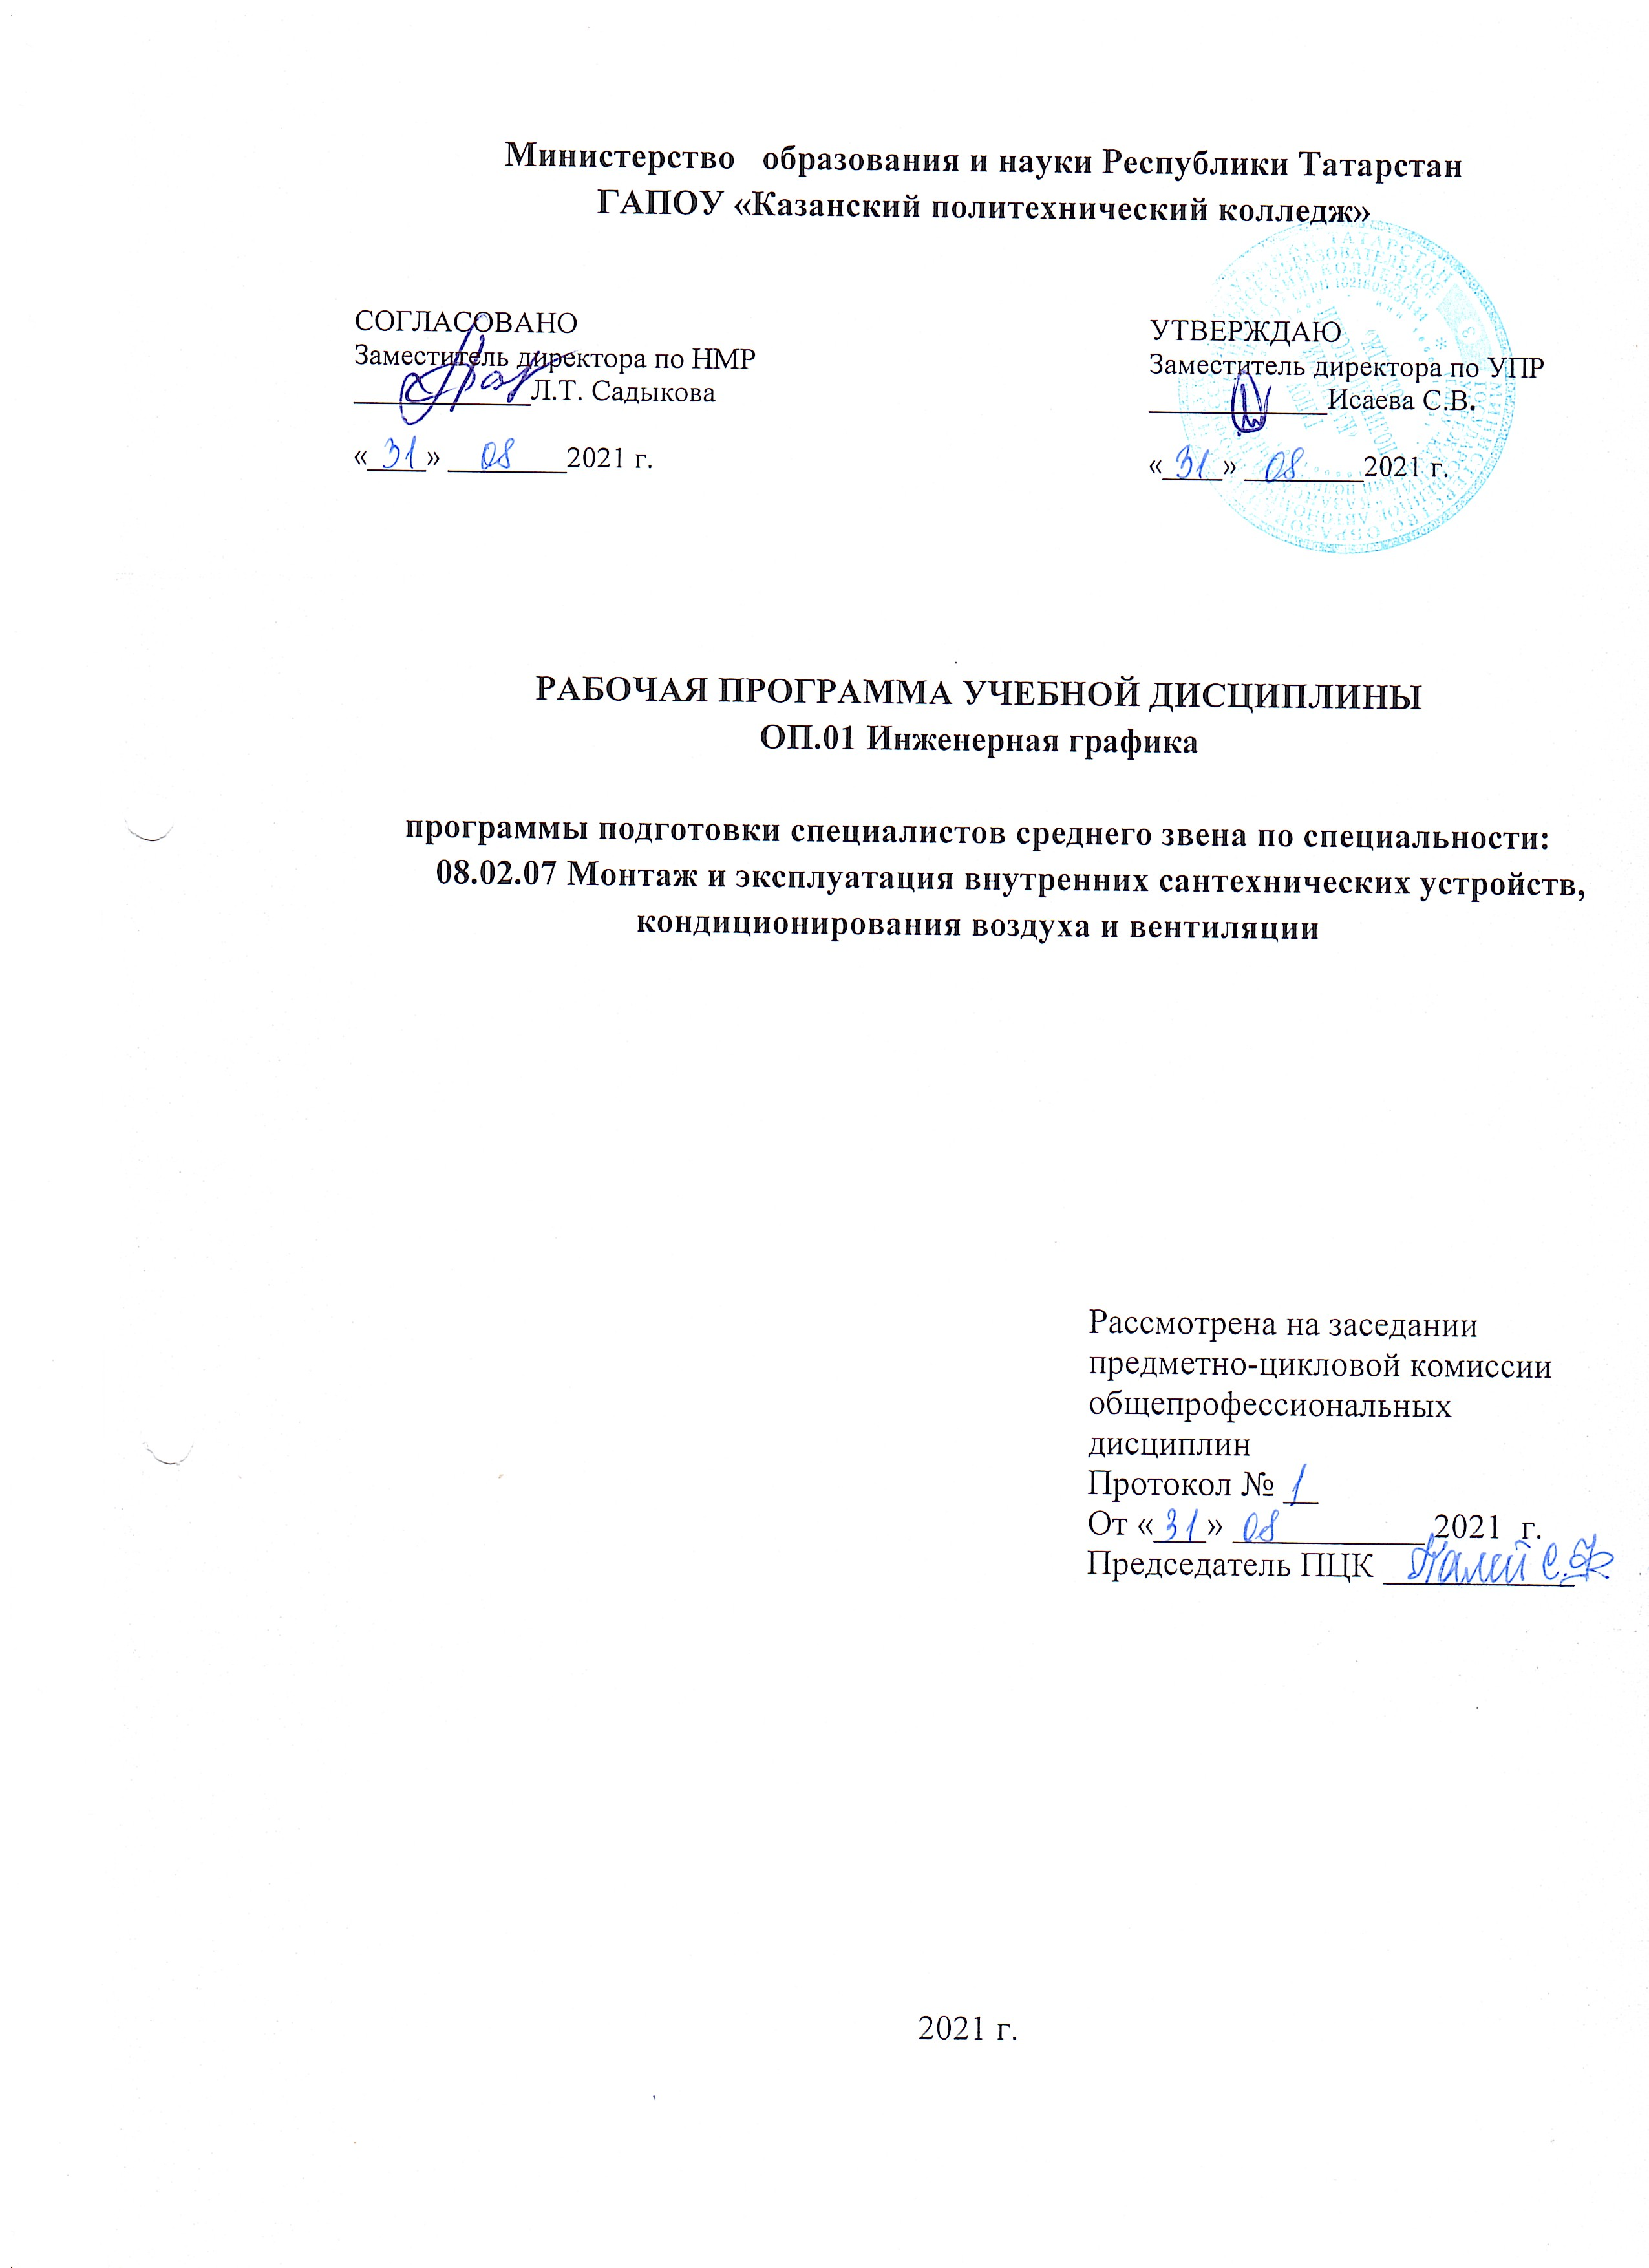 Министерство образования и науки Республики Татарстан
ГАПОУ «Казанский политехнический колледж»
СОГЛАСОВАНО
Заместитель директора по НМР
____________Л.Т. Садыкова
«31» 08 2021 г.
УТВЕРЖДАЮ
Заместитель директора по УПР
____________Исаева С.В.
«31» 08 2021 г.
РАБОЧАЯ ПРОГРАММА УЧЕБНОЙ ДИСЦИПЛИНЫ
ОП.01 Инженерная графика
программы подготовки специалистов среднего звена по специальности:
08.02.07 Монтаж и эксплуатация внутренних сантехнических устройств,
кондиционирования воздуха и вентиляции
Рассмотрена на заседании
предметно-цикловой комиссии
общепрофессиональных
дисциплин
Протокол № 1
От «31» 08 2021 г.
Председатель ПЦК
2021 г.